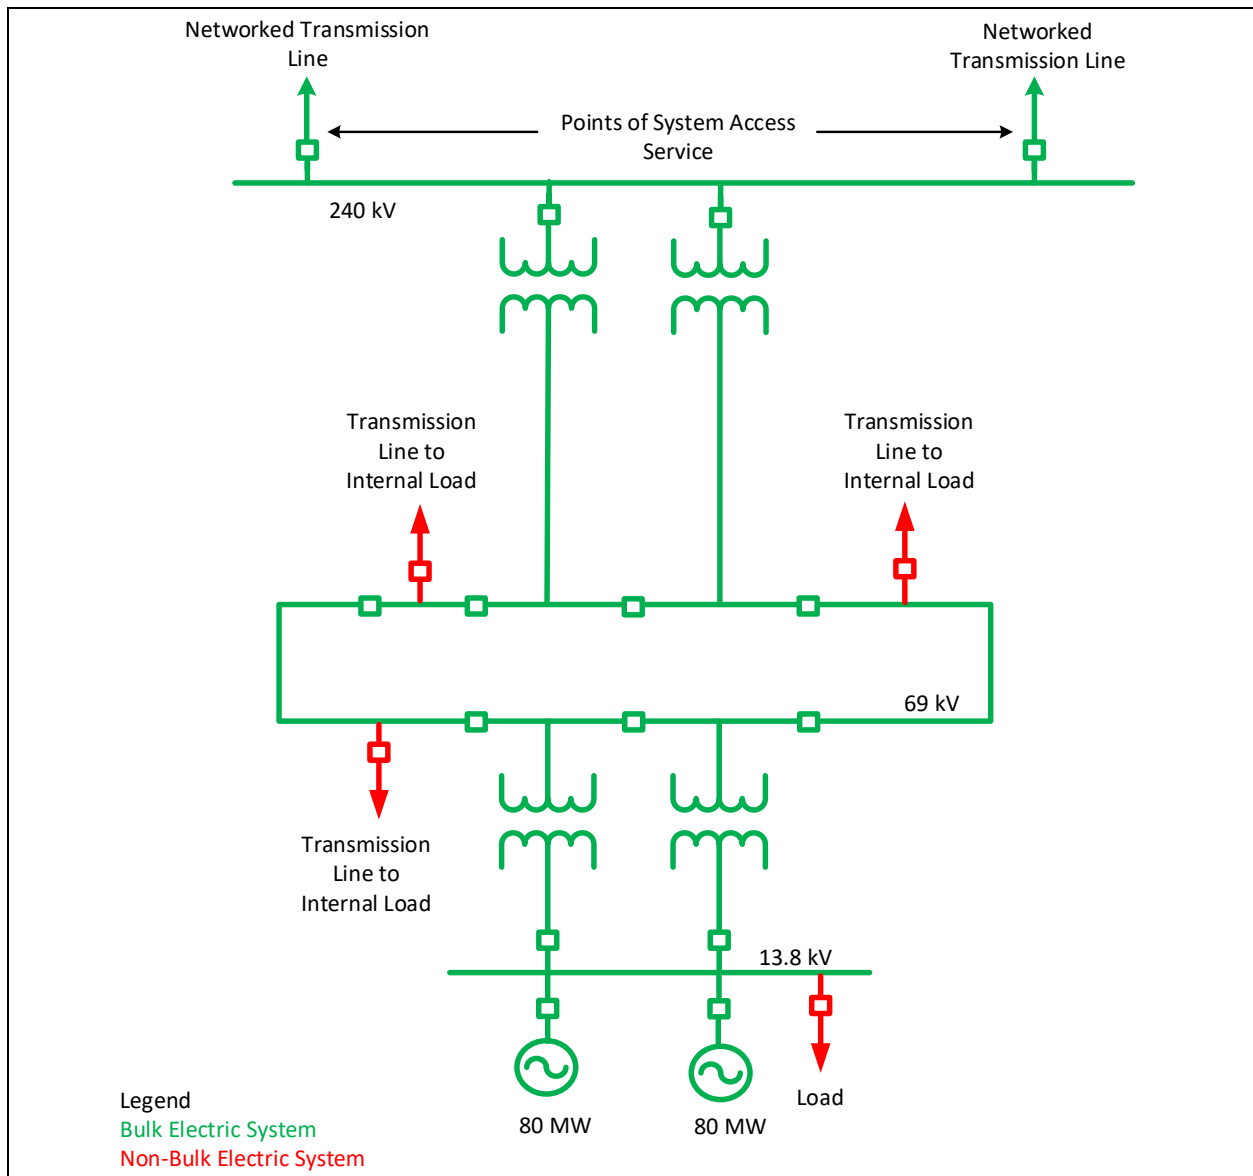 Networked Transmission
Line
Networked
Transmission Line
Points of System Access
Service
240 kV
Transmission
Line to
Internal Load
Transmission
Line to
Internal Load
69 kV
Transmission
Line to
Internal Load
13.8 kV
80 MW
80 MW
Load
Legend
Bulk Electric System
Non-Bulk Electric System